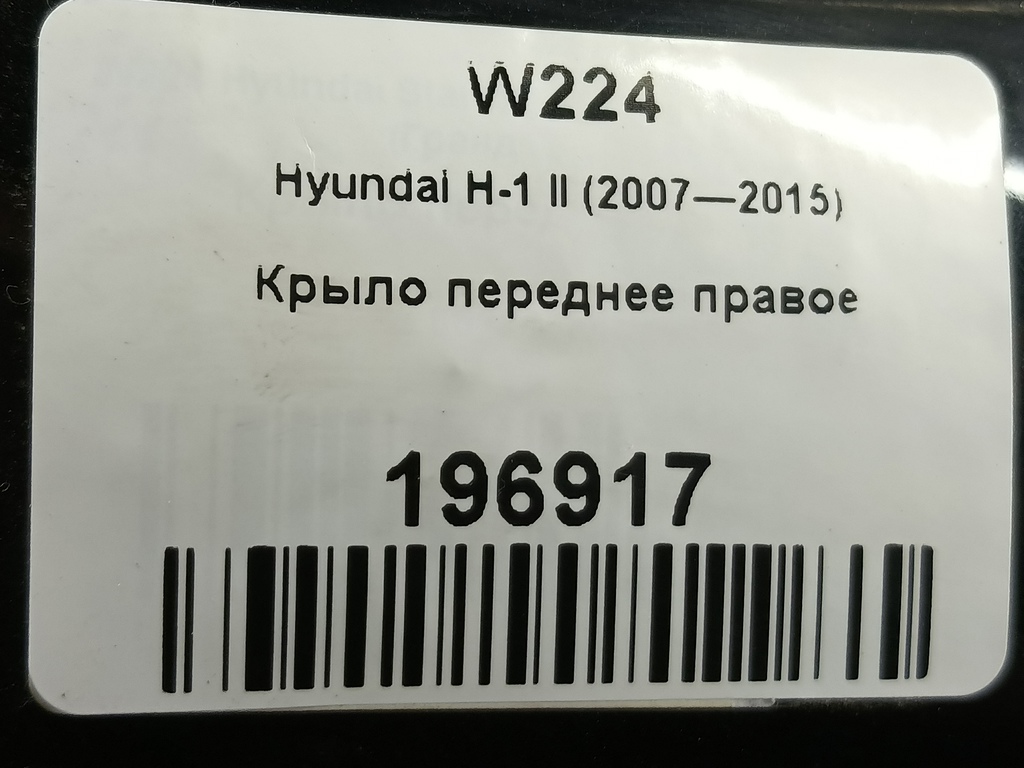 W224
Hyundai H-1 II (2007—2015)
Крыло переднее правое
196917